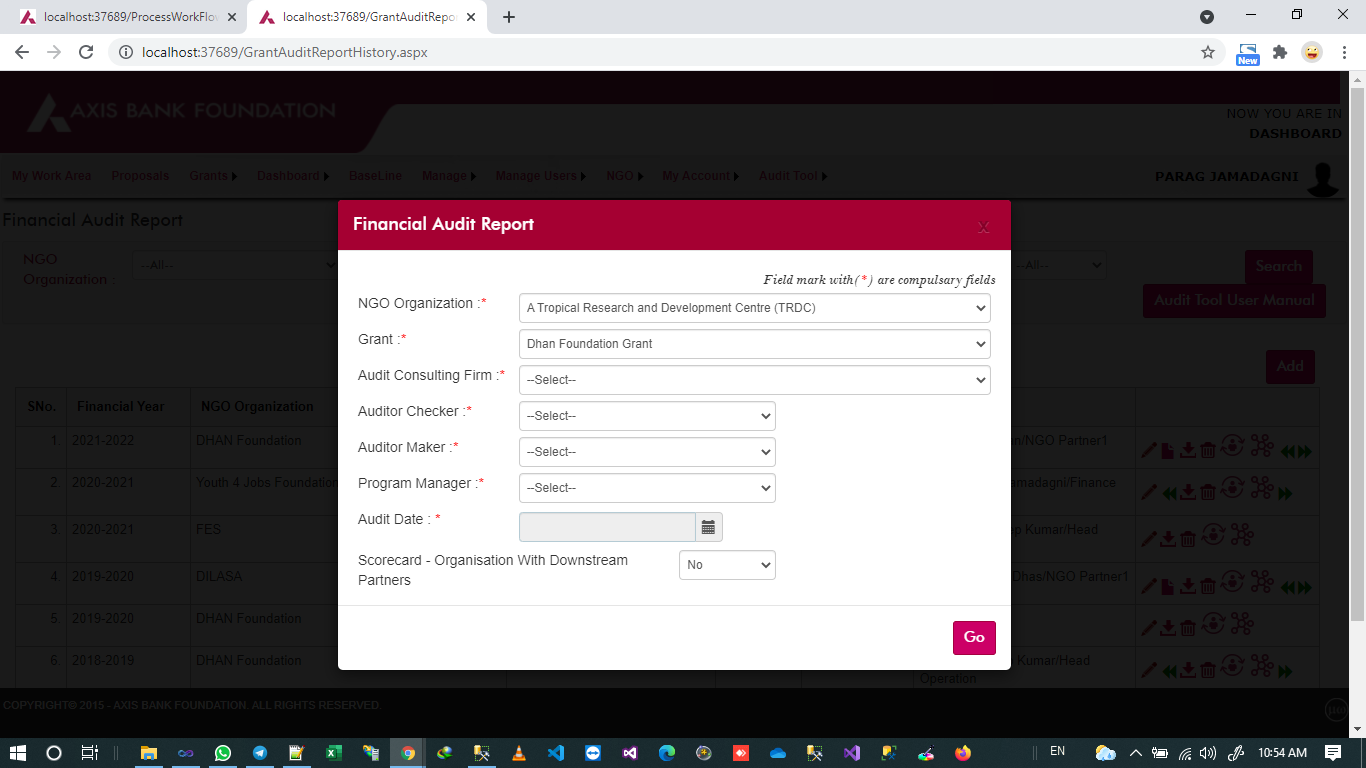 localhost:37689/ProcessWorkFlo
localhost:37689/GrantAuditRepo
localhost:37689/GrantAuditReportHistory.aspx
New
AXIS BANK FOUNDATION
NOW YOU ARE IN
DASHBOARD
My Work Area Proposals Grants Dashboard BaseLine Manage Manage Users NGO My Account Audit Tool
PARAG JAMADAGNI
Financial Audit Report
NGO
Organization :
--All--
--All--
Search
Audit Tool User Manual
Add
Financial Audit Report
x
Field mark with(*) are compulsary fields
NGO Organization :* A Tropical Research and Development Centre (TRDC)
Grant :* Dhan Foundation Grant
Audit Consulting Firm :* --Select--
Auditor Checker :* --Select--
Auditor Maker :* --Select--
Program Manager :* --Select--
Audit Date : *
Scorecard - Organisation With Downstream
Partners
No
Go
SNo. Financial Year NGO Organization
1. 2021-2022 DHAN Foundation n/NGO Partner1
2. 2020-2021 Youth 4 Jobs Foundation amadagni/Finance
3. 2020-2021 FES p Kumar/Head
4. 2019-2020 DILASA Dhas/NGO Partner1
5. 2019-2020 DHAN Foundation
6. 2018-2019 DHAN Foundation Kumar/Head
Operation
COPYRIGHT© 2015 - AXIS BANK FOUNDATION. ALL RIGHTS RESERVED.
EN
10:54 AM